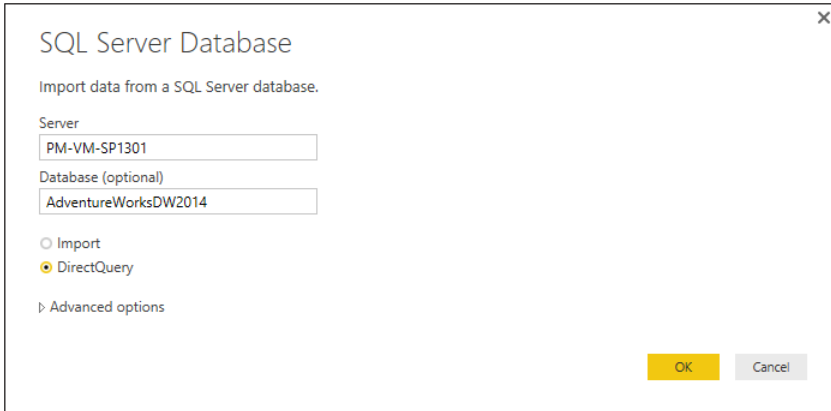 SQL Server Database
Import data from a SQL Server database.
Server
PM-VM-SP1301
Database (optional)
AdventureWorksDW2014
Import
DirectQuery
Advanced options
OK Cancel